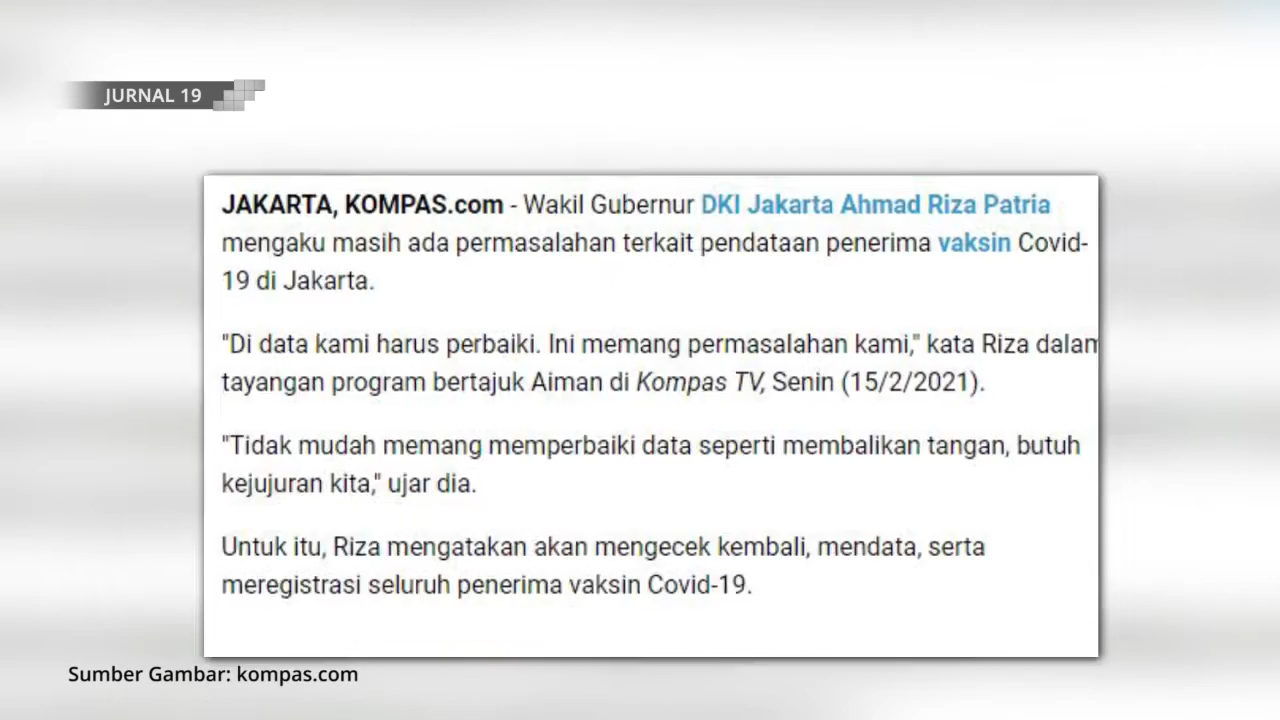 JURNAL 19
JAKARTA, KOMPAS.com - Wakil Gubernur DKI Jakarta Ahmad Riza Patria
mengaku masih ada permasalahan terkait pendataan penerima vaksin Covid-
19 di Jakarta.
"Di data kami harus perbaiki. Ini memang permasalahan kami," kata Riza dalam
tayangan program bertajuk Aiman di Kompas TV, Senin (15/2/2021).
"Tidak mudah memang memperbaiki data seperti membalikan tangan, butuh
kejujuran kita," ujar dia.
Untuk itu, Riza mengatakan akan mengecek kembali, mendata, serta
meregistrasi seluruh penerima vaksin Covid-19.
Sumber Gambar: kompas.com